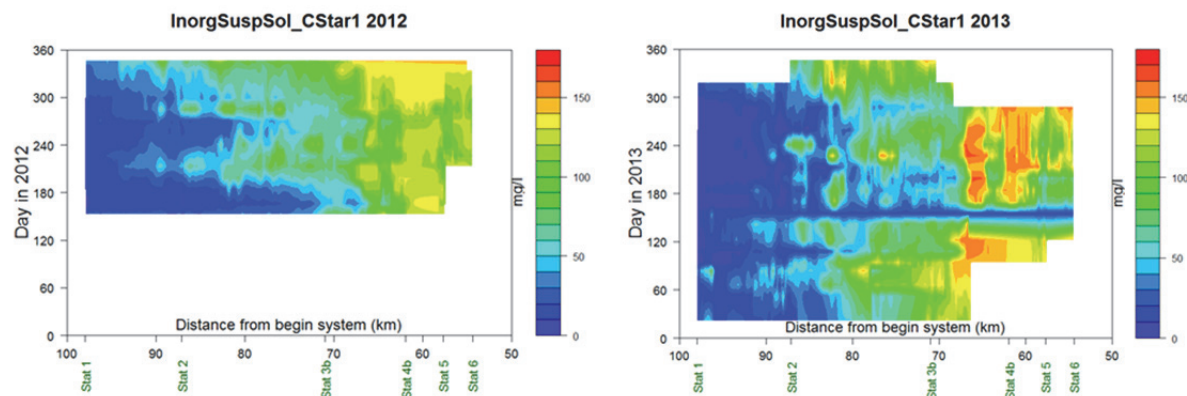 InorgSuspSol_CStar1 2012
360
300
240
180
120
60
0
Day in 2012
Distance from begin system (km)
100 90 80 70 60 50
Stat 1 Stat 2 Stat 3b Stat 4b Stat 5 Stat 6
150
100
50
0
mg/l
InorgSuspSol_CStar1 2013
360
300
240
180
120
60
0
Day in 2013
Distance from begin system (km)
100 90 80 70 60 50
Stat 1 Stat 2 Stat 3b Stat 4b Stat 5 Stat 6
150
100
50
0
mg/l